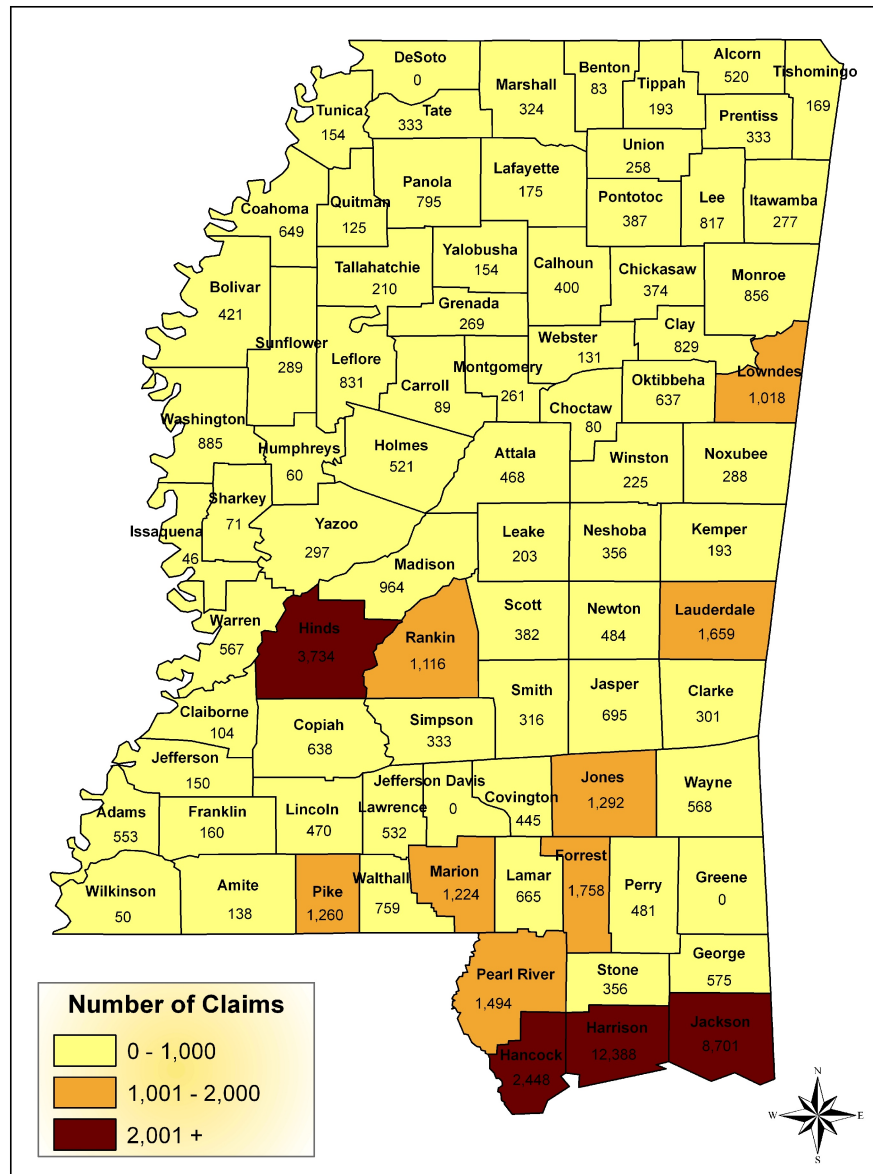 DeSoto
0
Marshall
324
Benton
83
Tippah
193
Alcorn
520
Tishomingo
169
Tunica
154
Tate
333
Prentiss
333
Union
258
Panola
795
Lafayette
175
Quitman
125
Coahoma
649
Pontotoc
387
Lee
817
Itawamba
277
Tallahatchie
210
Yalobusha
154
Calhoun
400
Chickasaw
374
Monroe
856
Bolivar
421
Sunflower
289
Leflore
831
Grenada
269
Webster
131
Clay
829
Lowndes
1,018
Carroll
89
Montgomery
261
Choctaw
80
Oktibbeha
637
Washington
885
Humphreys
60
Holmes
521
Attala
468
Winston
225
Noxubee
288
Sharkey
71
Issaquena
46
Yazoo
297
Madison
964
Leake
203
Neshoba
356
Kemper
193
Warren
567
Hinds
3,734
Rankin
1,116
Scott
382
Newton
484
Lauderdale
1,659
Claiborne
104
Copiah
638
Simpson
333
Smith
316
Jasper
695
Clarke
301
Jefferson
150
Adams
553
Franklin
160
Lincoln
470
Lawrence
532
Jefferson Davis
0
Covington
445
Jones
1,292
Wayne
568
Wilkinson
50
Amite
138
Pike
1,260
Walthall
759
Marion
1,224
Lamar
665
Forrest
1,758
Perry
481
Greene
0
Pearl River
1,494
Stone
356
George
575
Hancock
2,448
Harrison
12,388
Jackson
8,701
Number of Claims
0 - 1,000
1,001 - 2,000
2,001 +
N
W
E
S